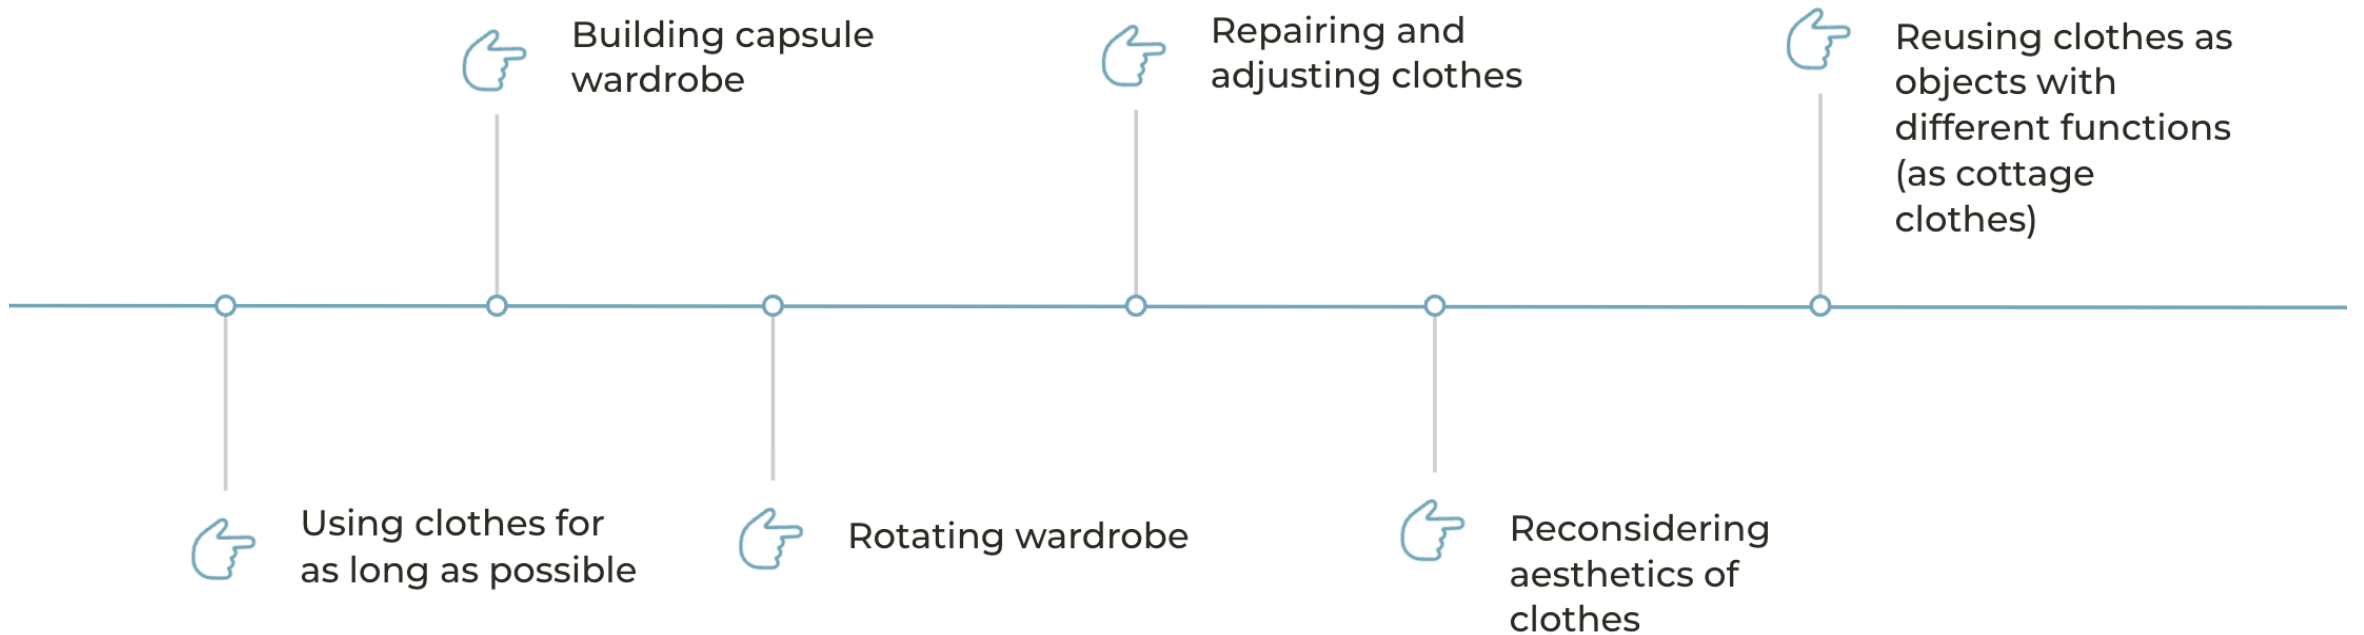 Building capsule
wardrobe
Repairing and
adjusting clothes
Reusing clothes as
objects with
different functions
(as cottage
clothes)
Using clothes for
as long as possible
Rotating wardrobe
Reconsidering
aesthetics of
clothes